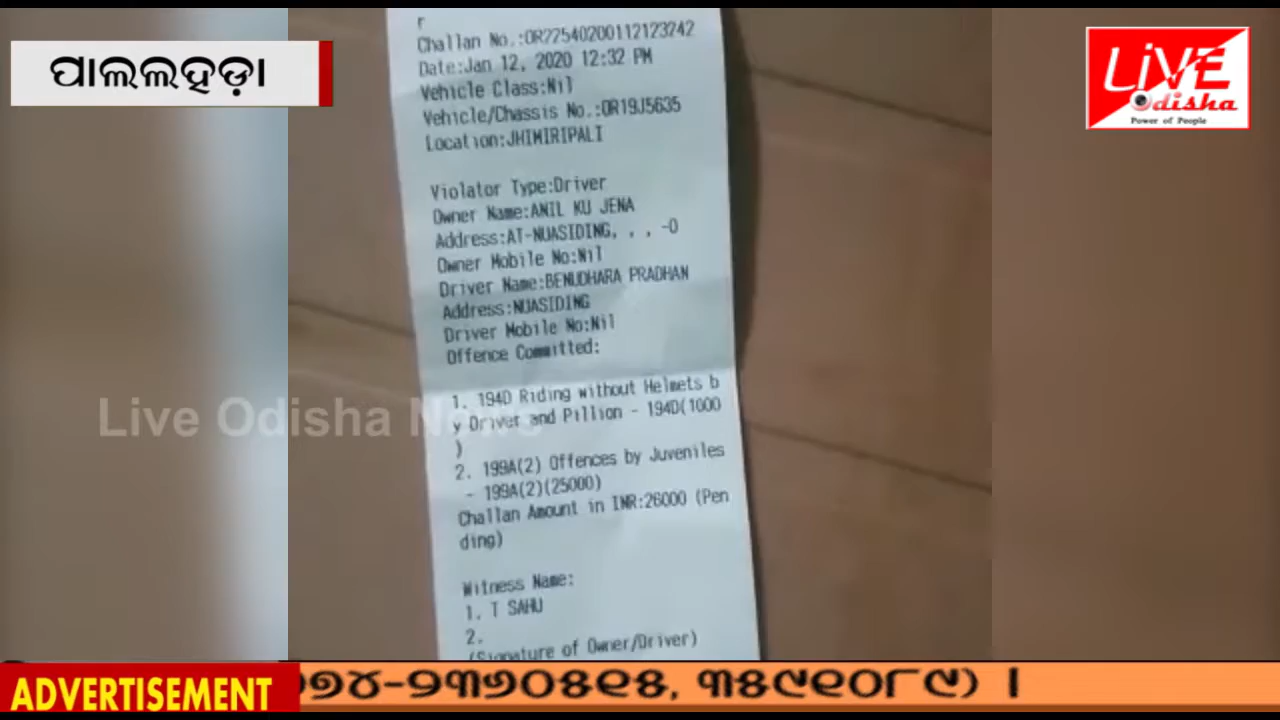 ପାଲଲହଡ଼ା
LiVE
Odisha
Power of People
r
Challan No.:OR22540200112123242
Date:Jan 12, 2020 12:32 PM
Vehicle Class:Nil
Vehicle/Chassis No.:OR19J5635
Location:JHIMIRIPALI
Violator Type:Driver
Owner Name:ANIL KU JENA
Address:AT-NUASIDING, , , -0
Owner Mobile No:Nil
Driver Name:BENUDHARA PRADHAN
Address:NUASIDING
Driver Mobile No:Nil
Offence Committed:
1. 194D Riding without Helmets b
y Driver and Pillion - 194D(1000
)
2. 199A(2) Offences by Juveniles
- 199A(2)(25000)
Challan Amount in INR:26000 (Pen
ding)
Witness Name:
1. T SAHU
2.
(Signature of Owner/Driver)
Live Odisha News
ADVERTISEMENT
୦୬୭୪-୨୩୬୦୫୧୫, ୩୫୯୧୦୮୯) ।